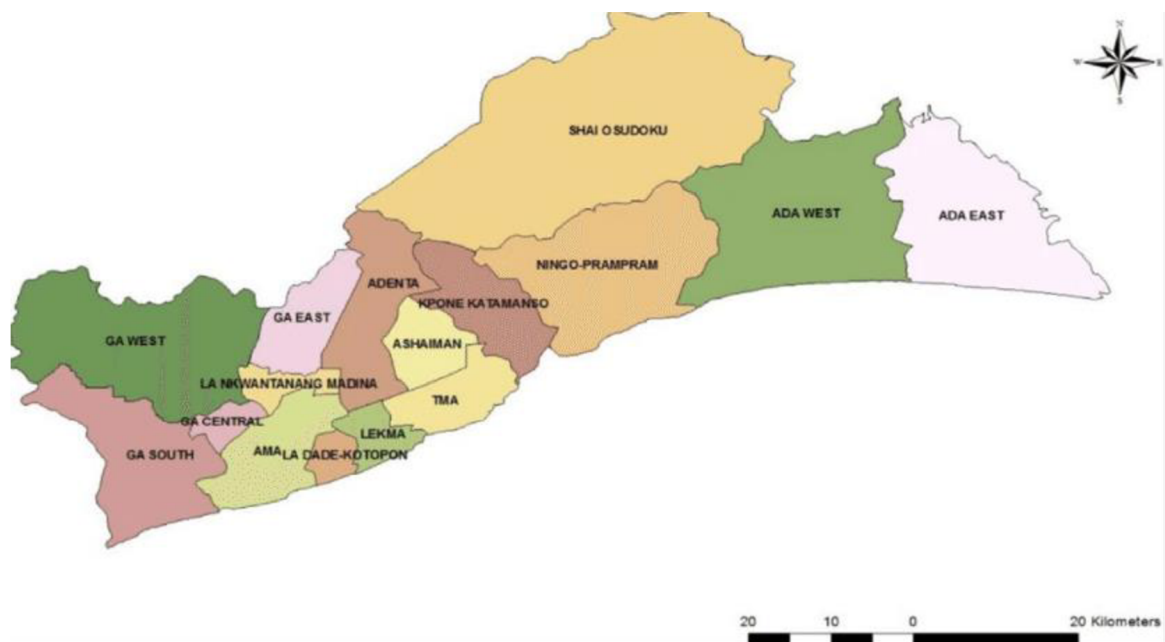 N
W E
S
SHAI OSUDOKU
ADA WEST
ADA EAST
NINGO-PRAMPRAM
ADENTA
KPONE KATAMANSO
GA EAST
GA WEST
ASHAIMAN
LA NKWANTANANG MADINA
TMA
GA CENTRAL
LEKMA
GA SOUTH
AMA
LA DADE-KOTOPON
20 10 0 20 Kilometers